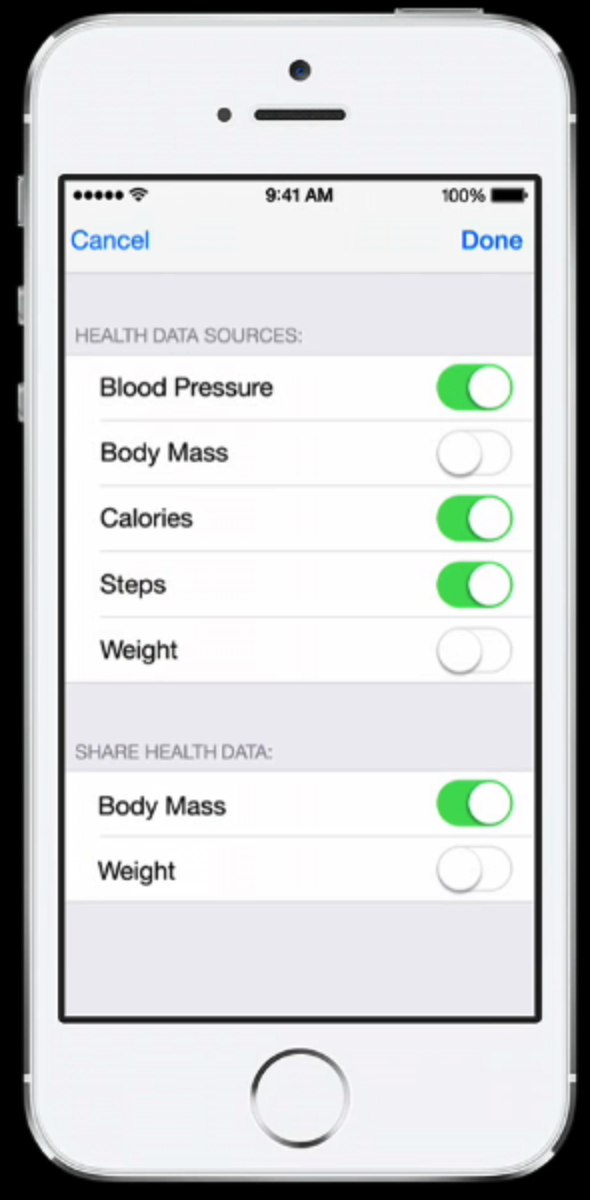 9:41 AM 100%
Cancel Done
HEALTH DATA SOURCES:
Blood Pressure
Body Mass
Calories
Steps
Weight
SHARE HEALTH DATA:
Body Mass
Weight